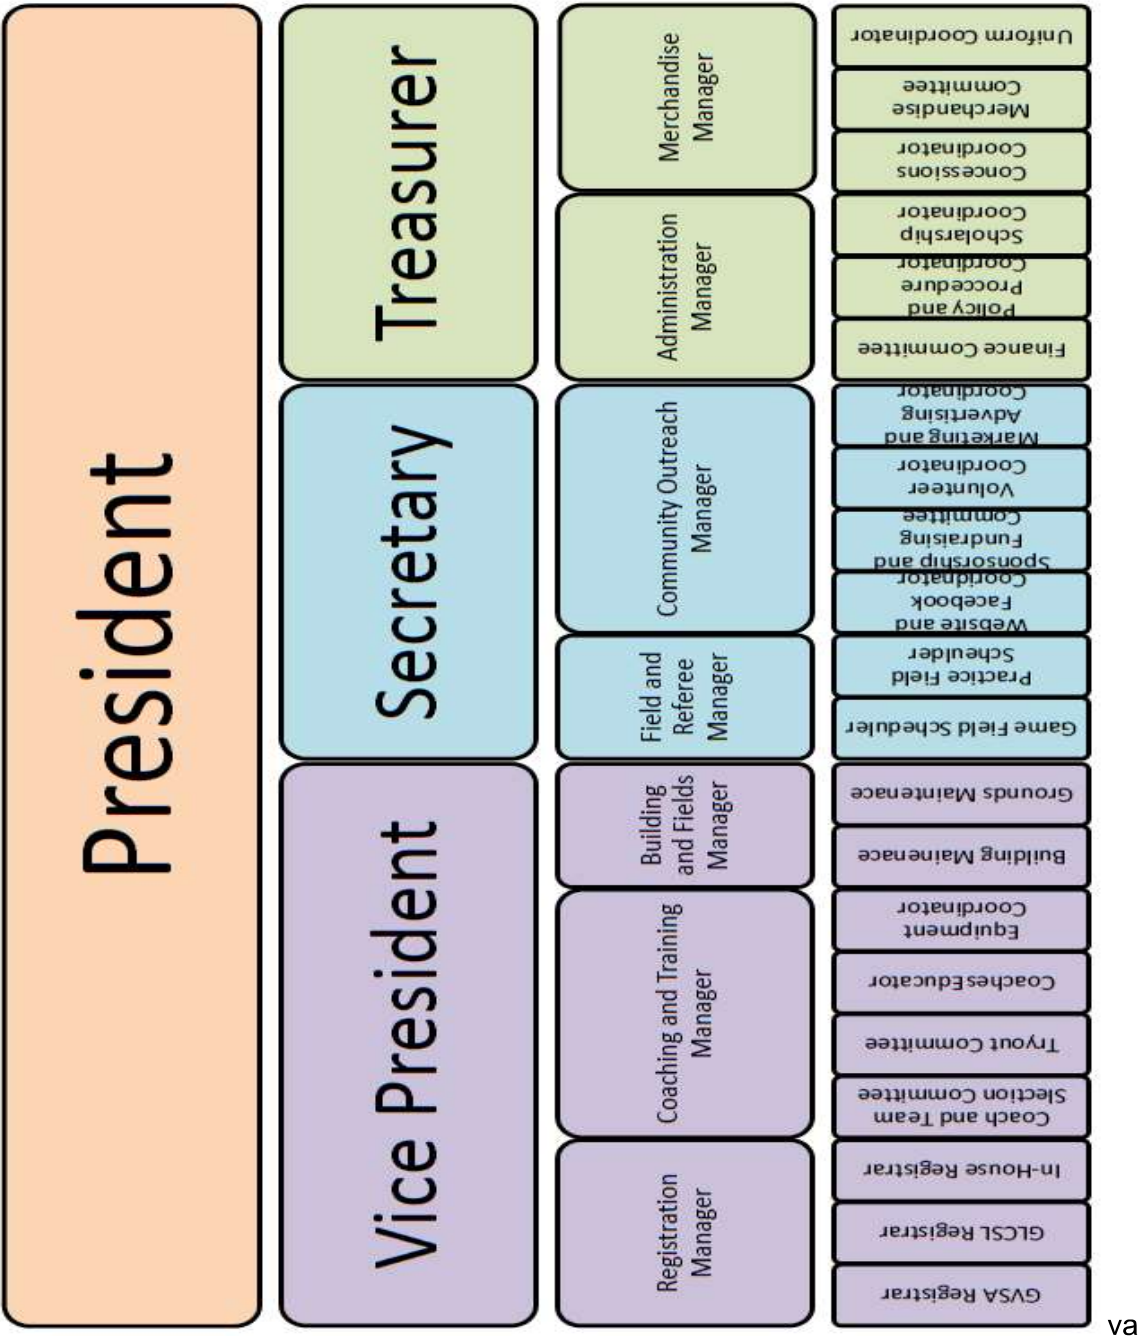 President
Vice President
Secretary
Treasurer
Registration
Manager
Coaching and Training
Manager
Building
and Fields
Manager
Field and
Referee
Manager
Community Outreach
Manager
Administration
Manager
Merchandise
Manager
GVSA Registrar
GLCSL Registrar
In-House Registrar
Coach and Team
Slection Committee
Tryout Committee
Coaches Educator
Equipment
Coordinator
Building Mainenace
Grounds Maintenace
Game Field Scheduler
Practice Field
Scheulder
Website and
Facebook
Coordinator
Sponsorship and
Fundraising
Committee
Volunteer
Coordinator
Marketing and
Advertising
Coordinator
Finance Committee
Policy and
Proccedure
Coordinator
Scholarship
Coordinator
Concessions
Coordinator
Merchandise
Committee
Uniform Coordinator
va